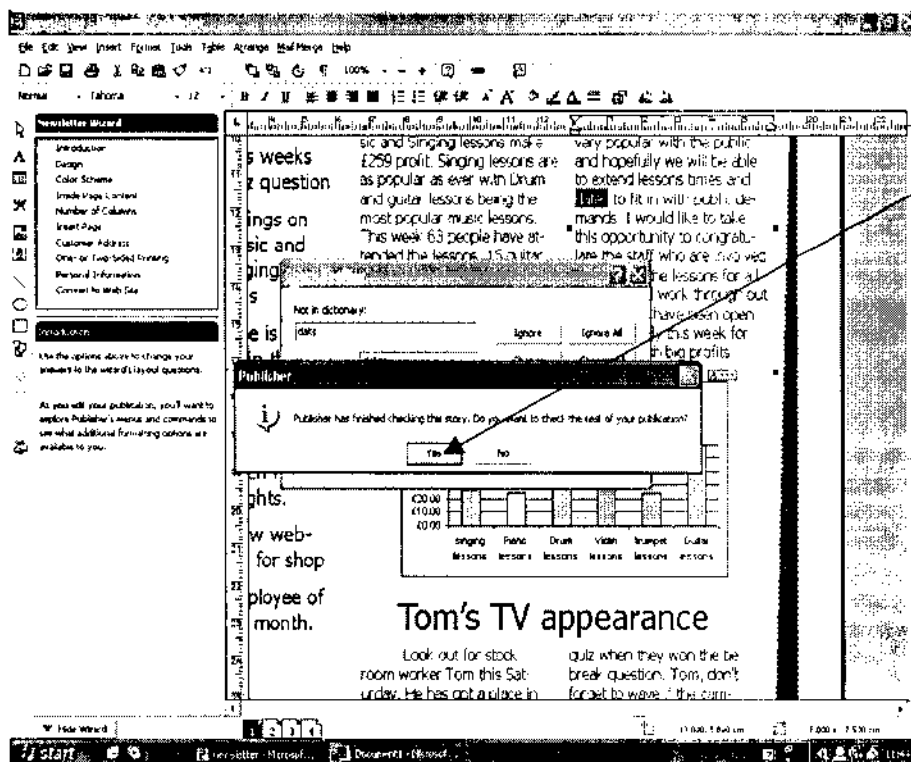 File Edit View Insert Format Tools Table Arrange Mail Merge Help
100%
Normal Tahoma 12
Newsletter Wizard
Introduction
Design
Color Scheme
Inside Page Content
Number of Columns
Insert Page
Customer Address
One- or Two-Sided Printing
Personal Information
Convert to Web Site
Introduction
Use the options above to change your
answers to the wizard's layout questions.
As you edit your publication, you'll want to
explore Publisher's menus and commands to
see what additional formatting options are
available to you.
Hide Wizard
s weeks
z question
ings on
sic and
ging
s
e is
ghts.
w web-
for shop
ployee of
month.
sic and Singing lessons make
£259 profit. Singing lessons are
as popular as ever with Drum
and guitar lessons being the
most popular music lessons.
This week 63 people have at-
tended the lessons, 15 guitar
very popular with the public
and hopefully we will be able
to extend lessons times and
to fit in with public de-
mands. I would like to take
this opportunity to congratu-
late the staff who are involved
he lessons for all
work through out
have been open
y this week for
th big profits
Not in dictionary:
Ignore Ignore All
Publisher
Publisher has finished checking this story. Do you want to check the rest of your publication?
Yes No
£20.00
£10.00
£0.00
singing lessons
Piano lessons
Drum lessons
Violin lessons
Trumpet lessons
Guitar lessons
Tom's TV appearance
Look out for stock
room worker Tom this Sat-
urday. He has got a place in
quiz when they won the tie
break question. Tom, don't
forget to wave if the cam-
1 2 3 4
start
newsletter - Microsof...
Document1 - Microsof...